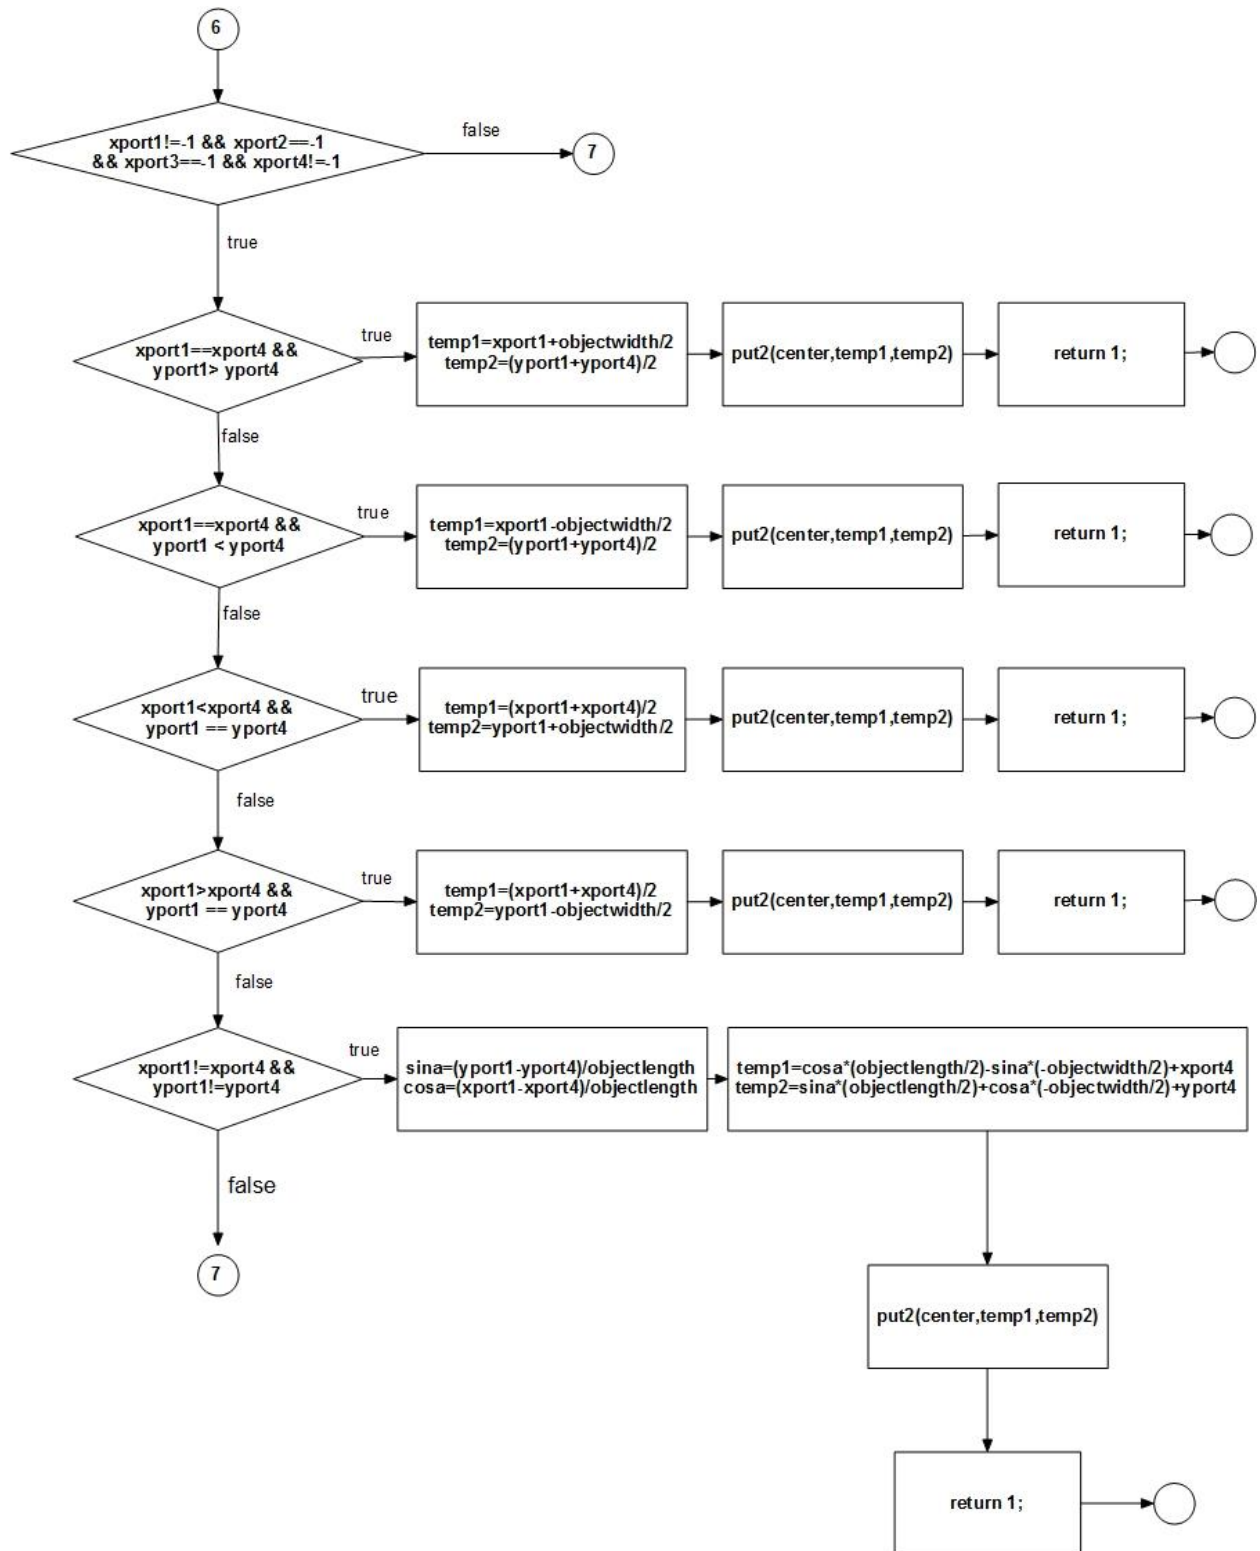 6
xport1!=-1 && xport2==-1
&& xport3==-1 && xport4!=-1
false
7
true
xport1==xport4 &&
yport1> yport4
true
temp1=xport1+objectwidth/2
temp2=(yport1+yport4)/2
put2(center,temp1,temp2)
return 1;
false
xport1==xport4 &&
yport1 < yport4
true
temp1=xport1-objectwidth/2
temp2=(yport1+yport4)/2
put2(center,temp1,temp2)
return 1;
false
xport1<xport4 &&
yport1 == yport4
true
temp1=(xport1+xport4)/2
temp2=yport1+objectwidth/2
put2(center,temp1,temp2)
return 1;
false
xport1>xport4 &&
yport1 == yport4
true
temp1=(xport1+xport4)/2
temp2=yport1-objectwidth/2
put2(center,temp1,temp2)
return 1;
false
xport1!=xport4 &&
yport1!=yport4
true
sina=(yport1-yport4)/objectlength
cosa=(xport1-xport4)/objectlength
temp1=cosa*(objectlength/2)-sina*(-objectwidth/2)+xport4
temp2=sina*(objectlength/2)+cosa*(-objectwidth/2)+yport4
false
7
put2(center,temp1,temp2)
return 1;